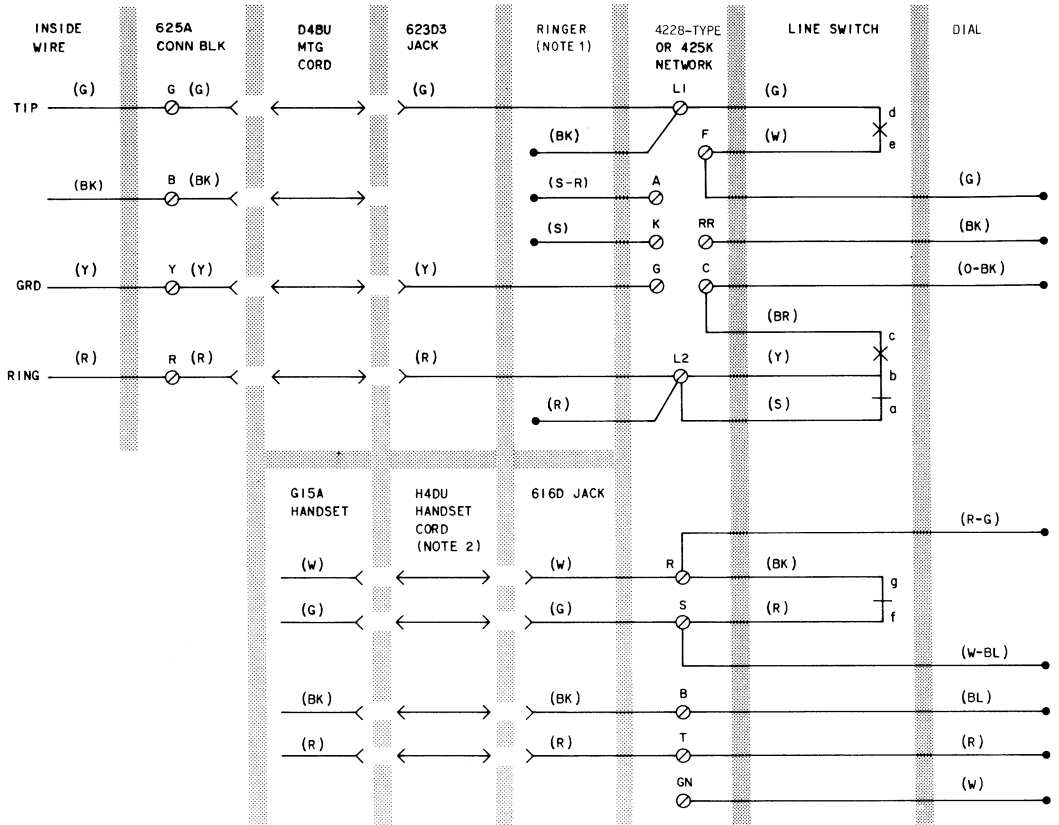 INSIDE WIRE
625A CONN BLK
D4BU MTG CORD
623D3 JACK
RINGER (NOTE 1)
4228-TYPE OR 425K NETWORK
LINE SWITCH
DIAL
(G) G (G) (G) L1 (G)
TIP
d
(BK) F (W) e
(BK) B (BK) (S-R) A (G)
(S) K RR (BK)
(Y) Y (Y) (Y) G C (O-BK)
GRD
(BR)
c
(R) R (R) (R) L2 (Y)
RING
b
(R) (S) a
G15A HANDSET
H4DU HANDSET CORD (NOTE 2)
616D JACK
(R-G)
(W) (W) R (BK)
g
(G) (G) S (R)
f
(W-BL)
(BK) (BK) B (BL)
(R) (R) T (R)
GN (W)